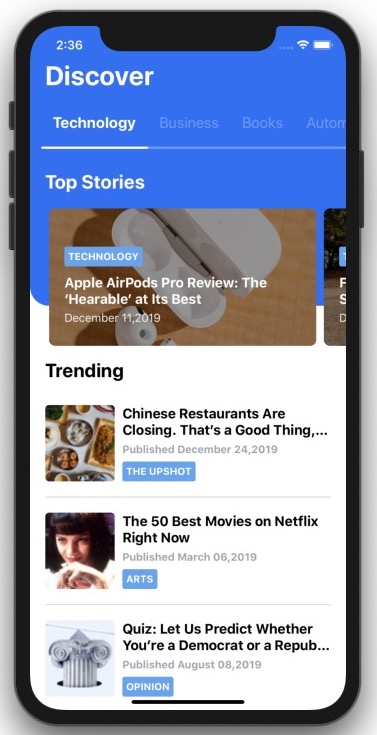 2:36
Discover
Technology Business Books Autom
Top Stories
TECHNOLOGY
Apple AirPods Pro Review: The
‘Hearable’ at Its Best
December 11,2019
T
F
S
D
Trending
Chinese Restaurants Are
Closing. That’s a Good Thing,...
Published December 24,2019
THE UPSHOT
The 50 Best Movies on Netflix
Right Now
Published March 06,2019
ARTS
Quiz: Let Us Predict Whether
You’re a Democrat or a Repub...
Published August 08,2019
OPINION